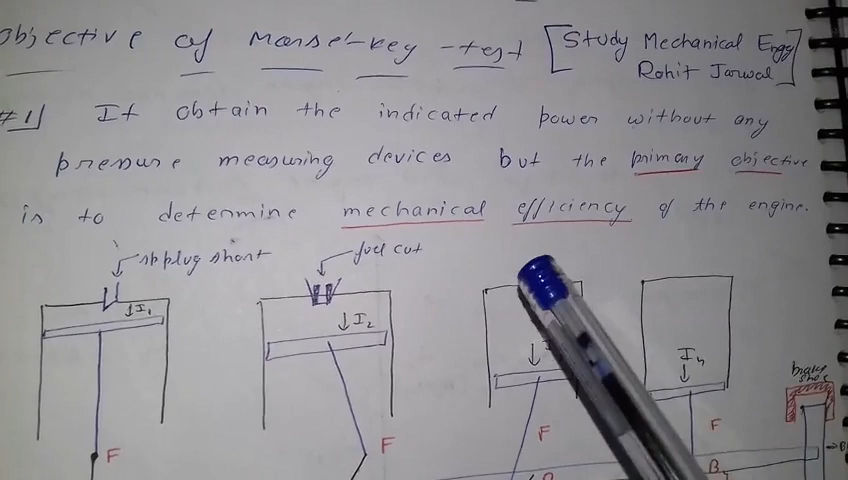 Objective of Morse-key-test [Study Mechanical Engg
Rohit Jarwal]
#1] It obtain the indicated power without any
pressure measuring devices but the primary objective
is to determine mechanical efficiency of the engine.
sp plug short
fuel cut
I1
I2
I
I4
brake
shoe
F
F
F
F
B
B